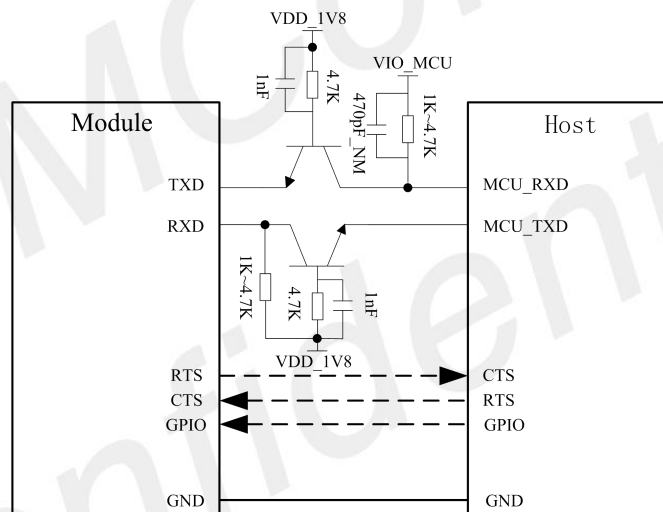 VDD_1V8
1nF
4.7K
VIO_MCU
470pF_NM
1K~4.7K
Module
Host
TXD
MCU_RXD
RXD
MCU_TXD
1K~4.7K
4.7K
1nF
VDD_1V8
RTS
CTS
CTS
RTS
GPIO
GPIO
GND
GND